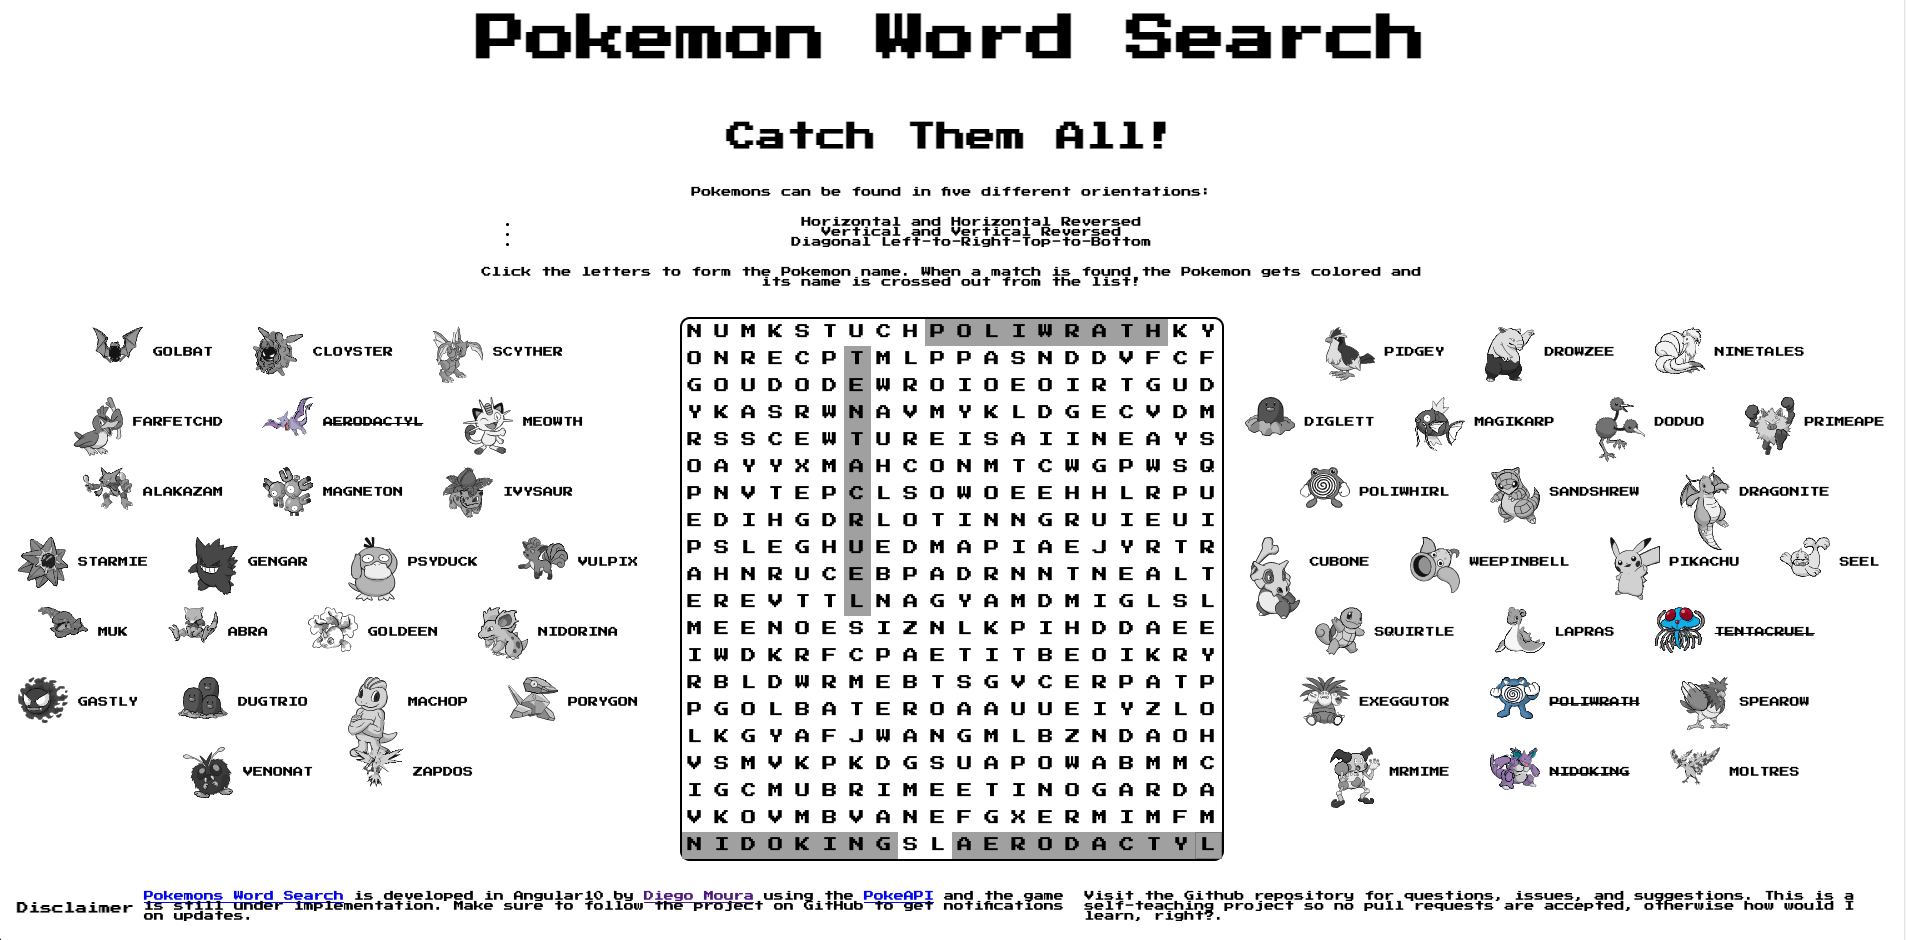 Pokemon Word Search
Catch Them All!
Pokemons can be found in five different orientations:
Horizontal and Horizontal Reversed
Vertical and Vertical Reversed
Diagonal Left-to-Right-Top-to-Bottom
Click the letters to form the Pokemon name. When a match is found the Pokemon gets colored and
its name is crossed out from the list!
GOLBAT CLOYSTER SCYTHER
FARFETCHD AERODACTYL MEOWTH
ALAKAZAM MAGNETON IVYSAUR
STARMIE GENGAR PSYDUCK VULPIX
MUK ABRA GOLDEEN NIDORINA
GASTLY DUGTRIO MACHOP PORYGON
VENONAT ZAPDOS
N U M K S T U C H P O L I W R A T H K Y
O N R E C P T M L P P A S N D D V F C F
G O U D O D E W R O I O E O I R T G U D
Y K A S R W N A V M Y K L D G E C V D M
R S S C E W T U R E I S A I I N E A Y S
O A Y Y X M A H C O N M T C W G P W S Q
P N V T E P C L S O W O E E H H L R P U
E D I H G D R L O T I N N G R U I E U I
P S L E G H U E D M A P I A E J Y R T R
A H N R U C E B P A D R N N T N E A L T
E R E V T T L N A G Y A M D M I G L S L
M E E N O E S I Z N L K P I H D D A E E
I W D K R F C P A E T I T B E O I K R Y
R B L D W R M E B T S G V C E R P A T P
P G O L B A T E R O A A U U E I Y Z L O
L K G Y A F J W A N G M L B Z N D A O H
V S M V K P K D G S U A P O W A B M M C
I G C M U B R I M E E T I N O G A R D A
V K O V M B V A N E F G X E R M I M F M
N I D O K I N G S L A E R O D A C T Y L
PIDGEY DROWZEE NINETALES
DIGLETT MAGIKARP DODUO PRIMEAPE
POLIWHIRL SANDSHREW DRAGONITE
CUBONE WEEPINBELL PIKACHU SEEL
SQUIRTLE LAPRAS TENTACRUEL
EXEGGUTOR POLIWRATH SPEAROW
MRMIME NIDOKING MOLTRES
Disclaimer
Pokemons Word Search is developed in Angular10 by Diego Moura using the PokeAPI and the game
is still under implementation. Make sure to follow the project on GitHub to get notifications
on updates.
Visit the Github repository for questions, issues, and suggestions. This is a
self-teaching project so no pull requests are accepted, otherwise how would I
learn, right?.